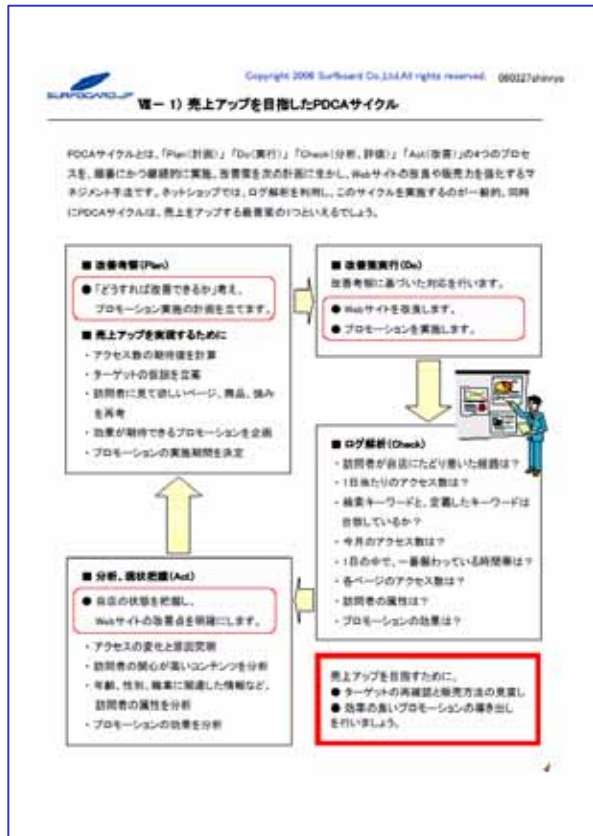 Copyright 2006 Surfboard Co.,Ltd.All rights reserved. 060327shinryo
SURFBOARD.JP
Ⅶ－ 1) 売上アップを目指したPDCAサイクル
PDCAサイクルとは、「Plan(計画)」「Do(実行)」「Check(分析、評価)」「Act(改善)」の4つのプロセ
スを、順番にかつ継続的に実施。改善策を次の計画に生かし、Webサイトの改良や販売力を強化するマ
ネジメント手法です。ネットショップでは、ログ解析を利用し、このサイクルを実施するのが一般的。同時
にPDCAサイクルは、売上をアップする最善策の1つといえるでしょう。
■ 改善考察(Plan)
● 「どうすれば改善できるか」考え、
プロモーション実施の計画を立てます。
■ 売上アップを実現するために
・ アクセス数の期待値を計算
・ ターゲットの仮説を立案
・ 訪問者に見て欲しいページ、商品、強み
を再考
・ 効果が期待できるプロモーションを企画
・ プロモーションの実施期間を決定
■ 改善策実行(Do)
改善考察に基づいた対応を行います。
● Webサイトを改良します。
● プロモーションを実施します。
■ ログ解析(Check)
・ 訪問者が自店にたどり着いた経路は？
・ 1日当たりのアクセス数は？
・ 検索キーワードと、定義したキーワードは
合致しているか？
・ 今月のアクセス数は？
・ 1日の中で、一番賑わっている時間帯は？
・ 各ページのアクセス数は？
・ 訪問者の属性は？
・ プロモーションの効果は？
■ 分析、現状把握(Act)
● 自店の状態を把握し、
Webサイトの改善点を明確にします。
・ アクセスの変化と原因究明
・ 訪問者の関心が高いコンテンツを分析
・ 年齢、性別、職業に関連した情報など、
訪問者の属性を分析
・ プロモーションの効果を分析
売上アップを目指すために、
● ターゲットの再確認と販売方法の見直し
● 効率の良いプロモーションの導き出し
を行いましょう。